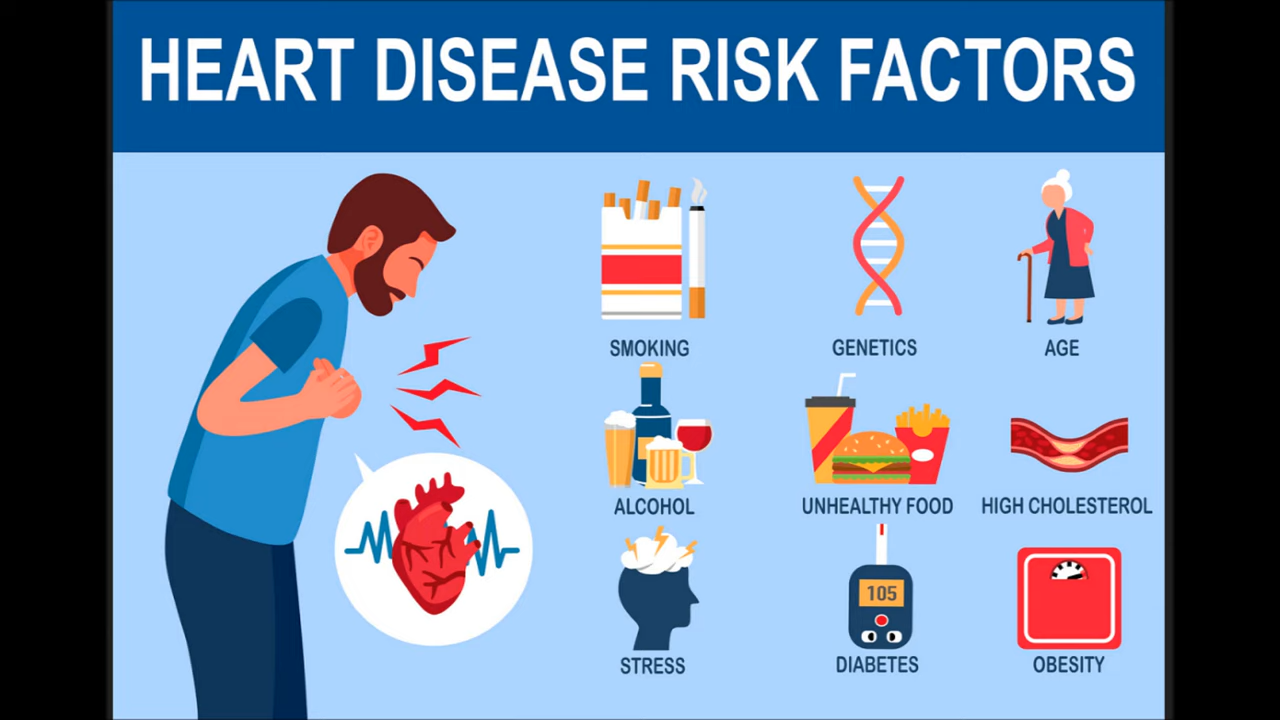 HEART DISEASE RISK FACTORS
SMOKING
GENETICS
AGE
ALCOHOL
UNHEALTHY FOOD
HIGH CHOLESTEROL
105
STRESS
DIABETES
OBESITY